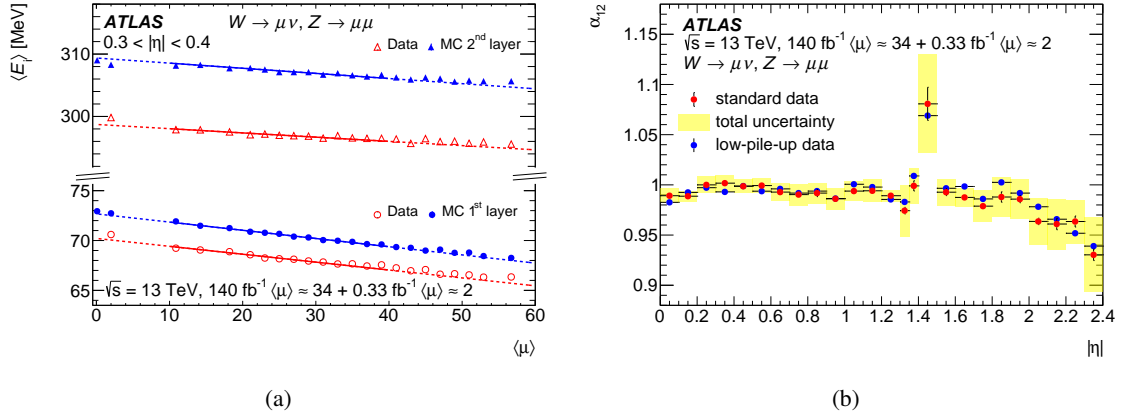 ATLAS W → μν, Z → μμ
0.3 < |η| < 0.4
Data MC 2nd layer
⟨E_i⟩ [MeV]
310
300
Data MC 1st layer
75
70
65
√s = 13 TeV, 140 fb-1 ⟨μ⟩ ≈ 34 + 0.33 fb-1 ⟨μ⟩ ≈ 2
0 10 20 30 40 50 60
⟨μ⟩
(a)
α12
ATLAS
√s = 13 TeV, 140 fb-1 ⟨μ⟩ ≈ 34 + 0.33 fb-1 ⟨μ⟩ ≈ 2
W → μν, Z → μμ
standard data
total uncertainty
low-pile-up data
1.15
1.1
1.05
1
0.95
0.9
0 0.2 0.4 0.6 0.8 1 1.2 1.4 1.6 1.8 2 2.2 2.4
|η|
(b)